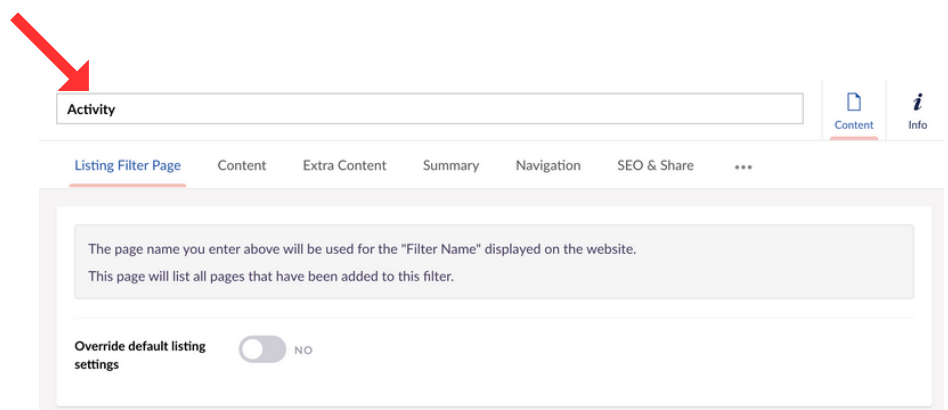 Activity
Content
Info
Listing Filter Page
Content
Extra Content
Summary
Navigation
SEO & Share
The page name you enter above will be used for the "Filter Name" displayed on the website.
This page will list all pages that have been added to this filter.
Override default listing
settings
NO